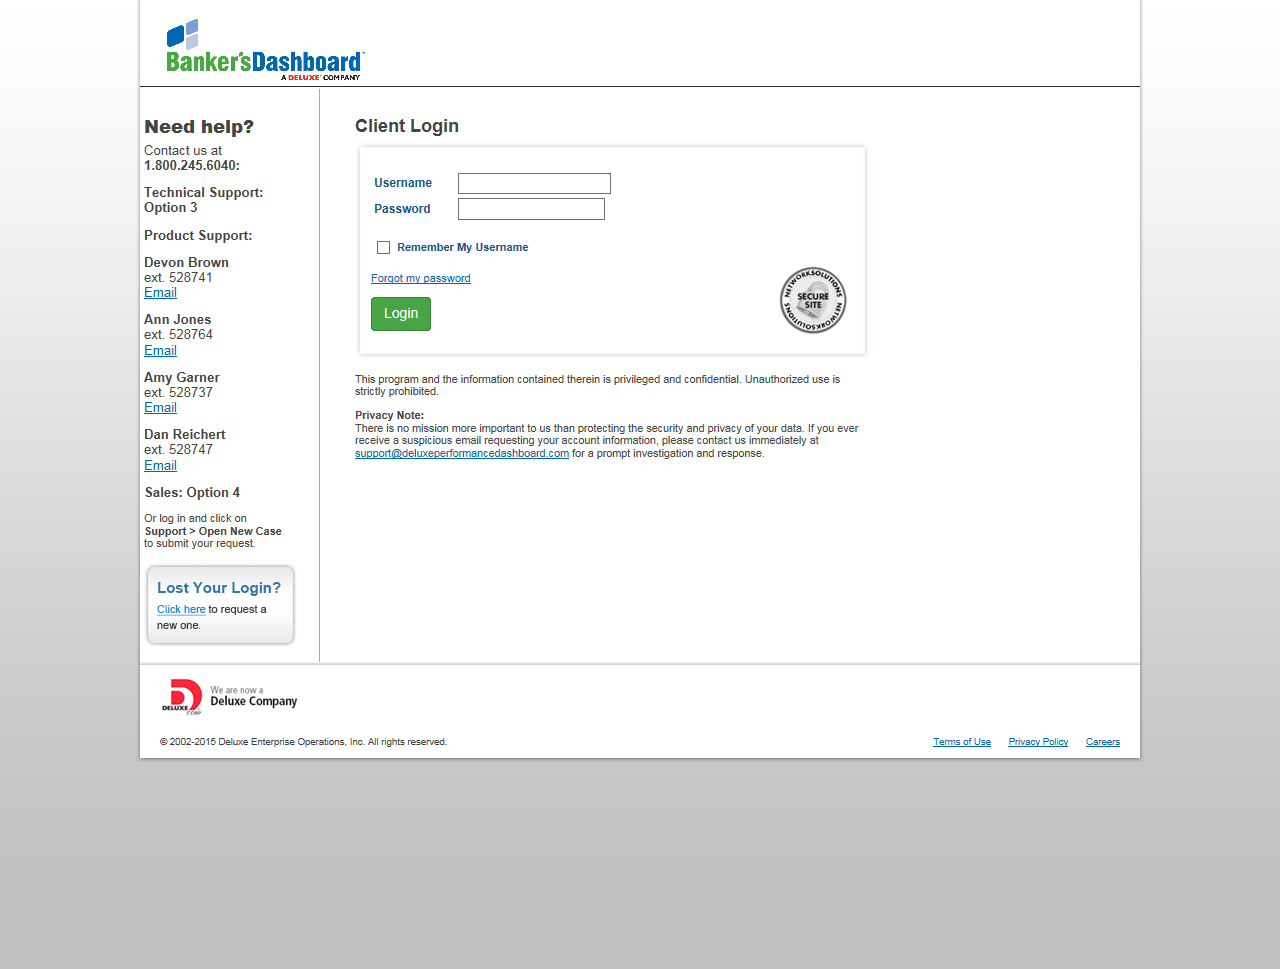 Banker'sDashboard
A DELUXE COMPANY
Need help?
Contact us at
1.800.245.6040:
Technical Support:
Option 3
Product Support:
Devon Brown
ext. 528741
Email
Ann Jones
ext. 528764
Email
Amy Garner
ext. 528737
Email
Dan Reichert
ext. 528747
Email
Sales: Option 4
Or log in and click on
Support > Open New Case
to submit your request.
Lost Your Login?
Click here to request a
new one.
Client Login
Username
Password
Remember My Username
Forgot my password
Login
NETWORKSOLUTIONS NETWORKSOLUTIONS
SECURE
SITE
This program and the information contained therein is privileged and confidential. Unauthorized use is
strictly prohibited.
Privacy Note:
There is no mission more important to us than protecting the security and privacy of your data. If you ever
receive a suspicious email requesting your account information, please contact us immediately at
support@deluxeperformancedashboard.com for a prompt investigation and response.
DELUXE
CORP
We are now a
Deluxe Company
© 2002-2015 Deluxe Enterprise Operations, Inc. All rights reserved.
Terms of Use Privacy Policy Careers